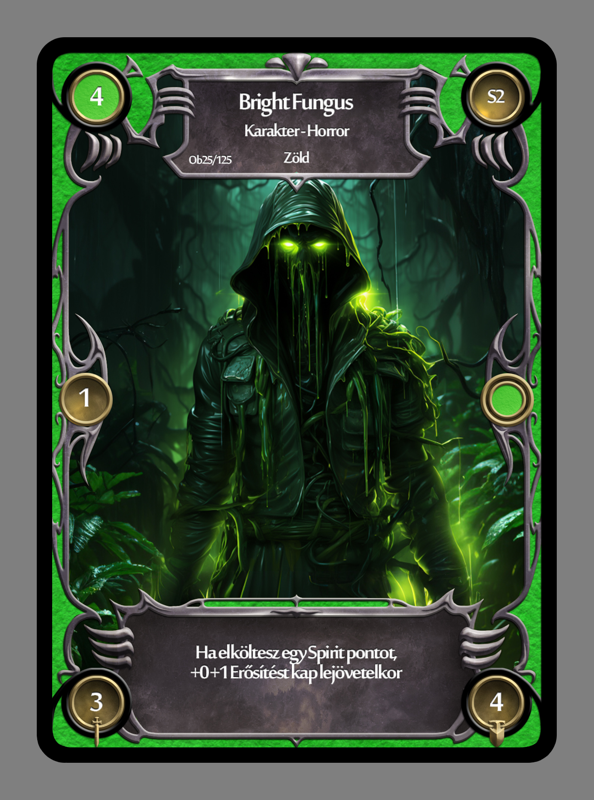 4
S2
Bright Fungus
Karakter - Horror
Ob25/125
Zöld
1
Ha elköltesz egy Spirit pontot,
+0+1 Erősítést kap lejövetelkor
3
4